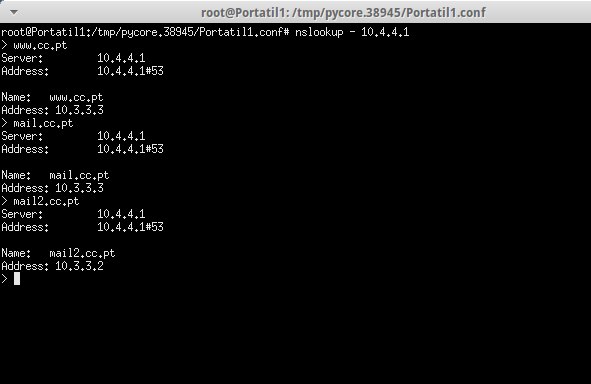 root@Portatil1: /tmp/pycore.38945/Portatil1.conf
root@Portatil1:/tmp/pycore.38945/Portatil1.conf# nslookup - 10.4.4.1
> www.cc.pt
Server: 10.4.4.1
Address: 10.4.4.1#53
Name: www.cc.pt
Address: 10.3.3.3
> mail.cc.pt
Server: 10.4.4.1
Address: 10.4.4.1#53
Name: mail.cc.pt
Address: 10.3.3.3
> mail2.cc.pt
Server: 10.4.4.1
Address: 10.4.4.1#53
Name: mail2.cc.pt
Address: 10.3.3.2
>